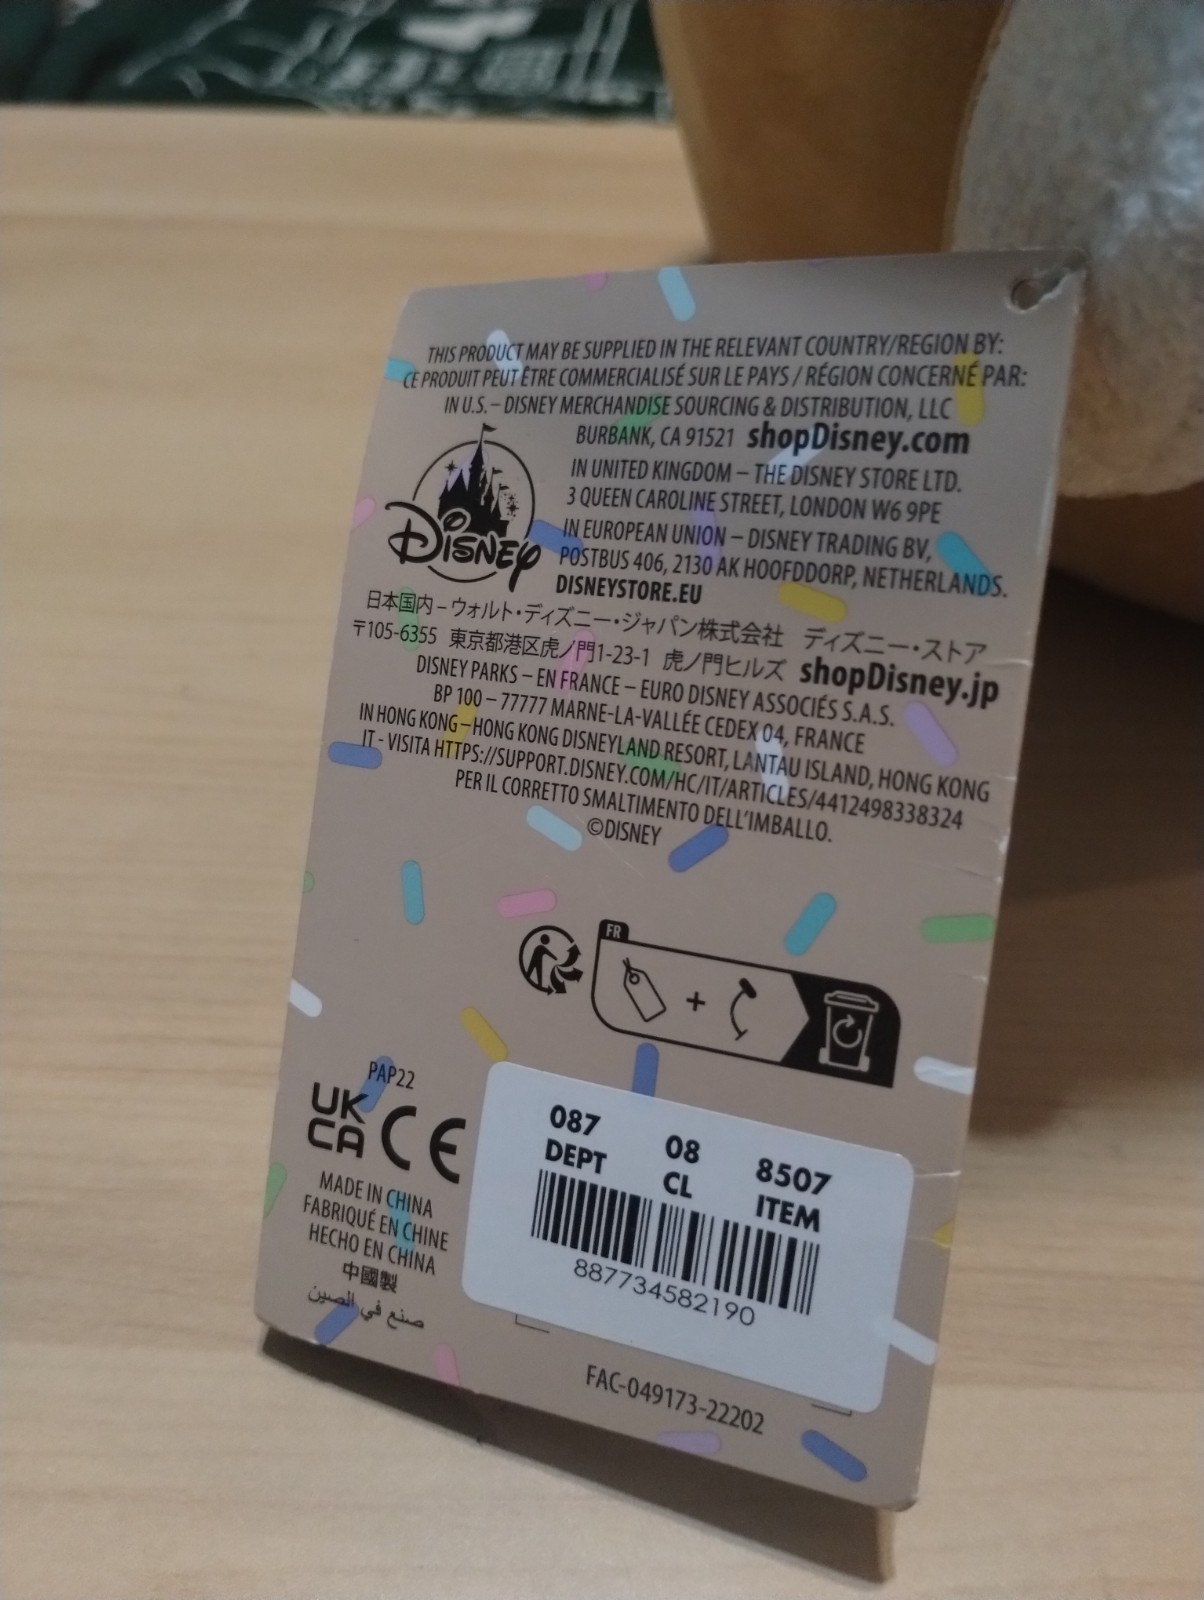 THIS PRODUCT MAY BE SUPPLIED IN THE RELEVANT COUNTRY/REGION BY:
CE PRODUIT PEUT ÊTRE COMMERCIALISÉ SUR LE PAYS / RÉGION CONCERNÉ PAR:
IN U.S. – DISNEY MERCHANDISE SOURCING & DISTRIBUTION, LLC
BURBANK, CA 91521 shopDisney.com
IN UNITED KINGDOM – THE DISNEY STORE LTD.
3 QUEEN CAROLINE STREET, LONDON W6 9PE
IN EUROPEAN UNION – DISNEY TRADING BV,
POSTBUS 406, 2130 AK HOOFDDORP, NETHERLANDS.
DISNEYSTORE.EU
DISNEY
日本国内 – ウォルト・ディズニー・ジャパン株式会社 ディズニー・ストア
〒105-6355 東京都港区虎ノ門1-23-1 虎ノ門ヒルズ shopDisney.jp
DISNEY PARKS – EN FRANCE – EURO DISNEY ASSOCIÉS S.A.S.
BP 100 – 77777 MARNE-LA-VALLÉE CEDEX 04, FRANCE
IN HONG KONG – HONG KONG DISNEYLAND RESORT, LANTAU ISLAND, HONG KONG
IT - VISITA HTTPS://SUPPORT.DISNEY.COM/HC/IT/ARTICLES/4412498338324
PER IL CORRETTO SMALTIMENTO DELL'IMBALLO.
©DISNEY
FR
+
PAP22
UK
CA CE
MADE IN CHINA
FABRIQUÉ EN CHINE
HECHO EN CHINA
中國製
صنع في الصين
087 08 8507
DEPT CL ITEM
887734582190
FAC-049173-22202